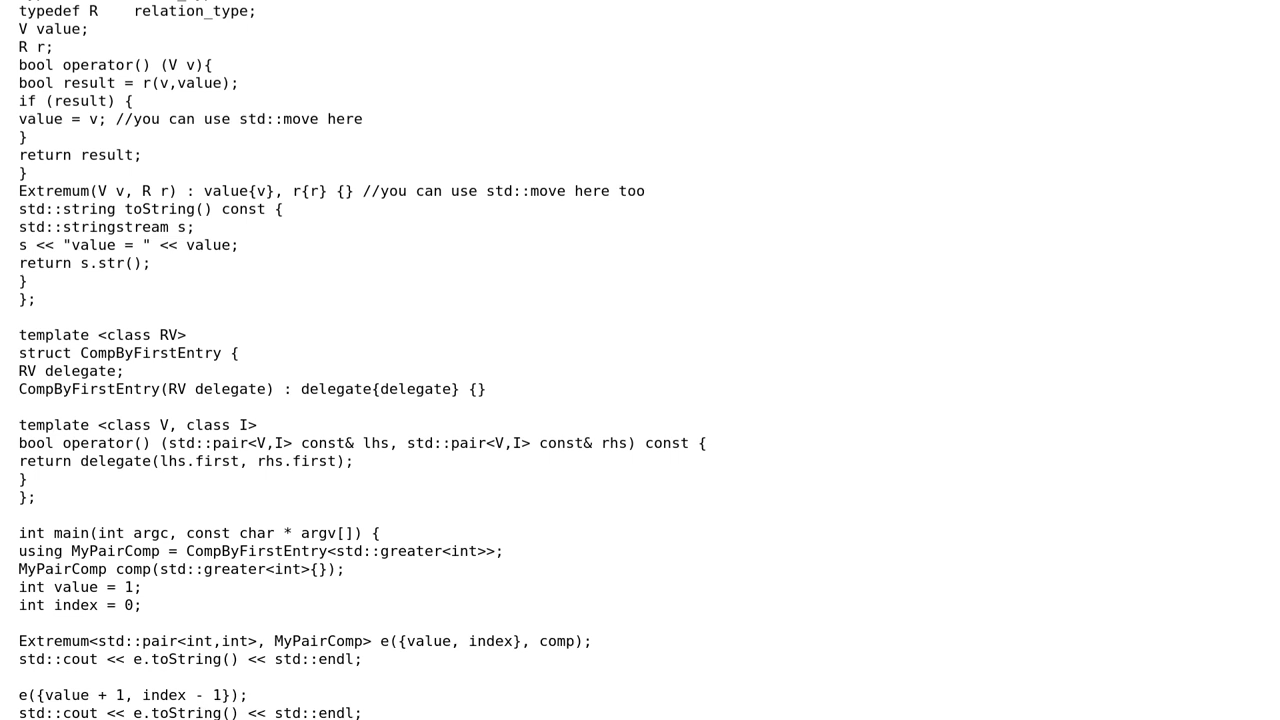 typedef R    relation_type;
V value;
R r;
bool operator() (V v){
bool result = r(v,value);
if (result) {
value = v; //you can use std::move here
}
return result;
}
Extremum(V v, R r) : value{v}, r{r} {} //you can use std::move here too
std::string toString() const {
std::stringstream s;
s << "value = " << value;
return s.str();
}
};

template <class RV>
struct CompByFirstEntry {
RV delegate;
CompByFirstEntry(RV delegate) : delegate{delegate} {}

template <class V, class I>
bool operator() (std::pair<V,I> const& lhs, std::pair<V,I> const& rhs) const {
return delegate(lhs.first, rhs.first);
}
};

int main(int argc, const char * argv[]) {
using MyPairComp = CompByFirstEntry<std::greater<int>>;
MyPairComp comp(std::greater<int>{});
int value = 1;
int index = 0;

Extremum<std::pair<int,int>, MyPairComp> e({value, index}, comp);
std::cout << e.toString() << std::endl;

e({value + 1, index - 1});
std::cout << e.toString() << std::endl;